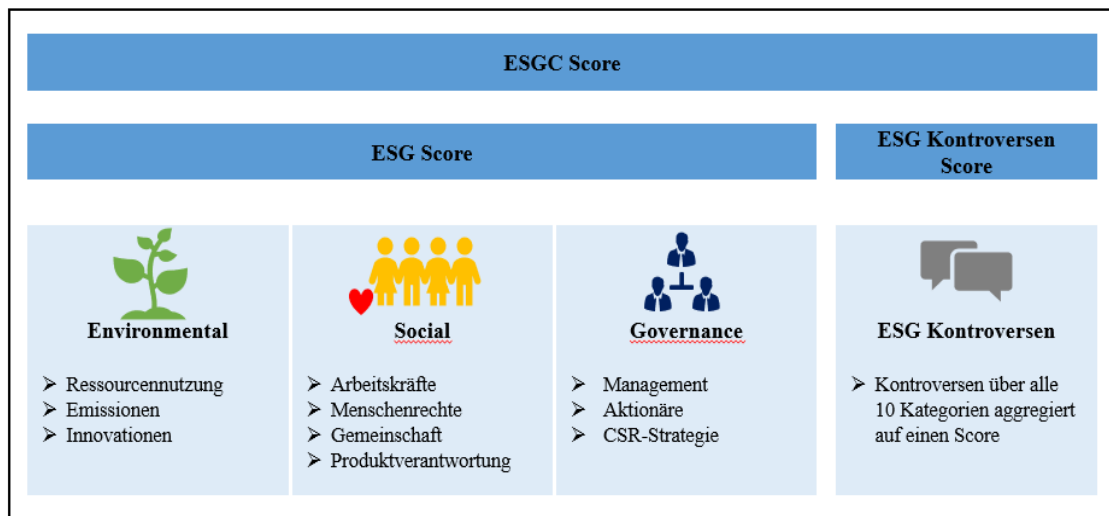 ESGC Score
ESG Score
ESG Kontroversen
Score
Environmental
➢ Ressourcennutzung
➢ Emissionen
➢ Innovationen
Social
➢ Arbeitskräfte
➢ Menschenrechte
➢ Gemeinschaft
➢ Produktverantwortung
Governance
➢ Management
➢ Aktionäre
➢ CSR-Strategie
ESG Kontroversen
➢ Kontroversen über alle
10 Kategorien aggregiert
auf einen Score